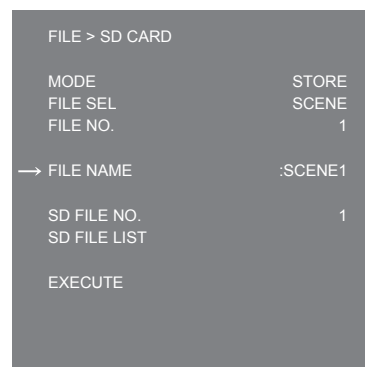 FILE > SD CARD
MODE STORE
FILE SEL SCENE
FILE NO. 1
→ FILE NAME :SCENE1
SD FILE NO. 1
SD FILE LIST
EXECUTE